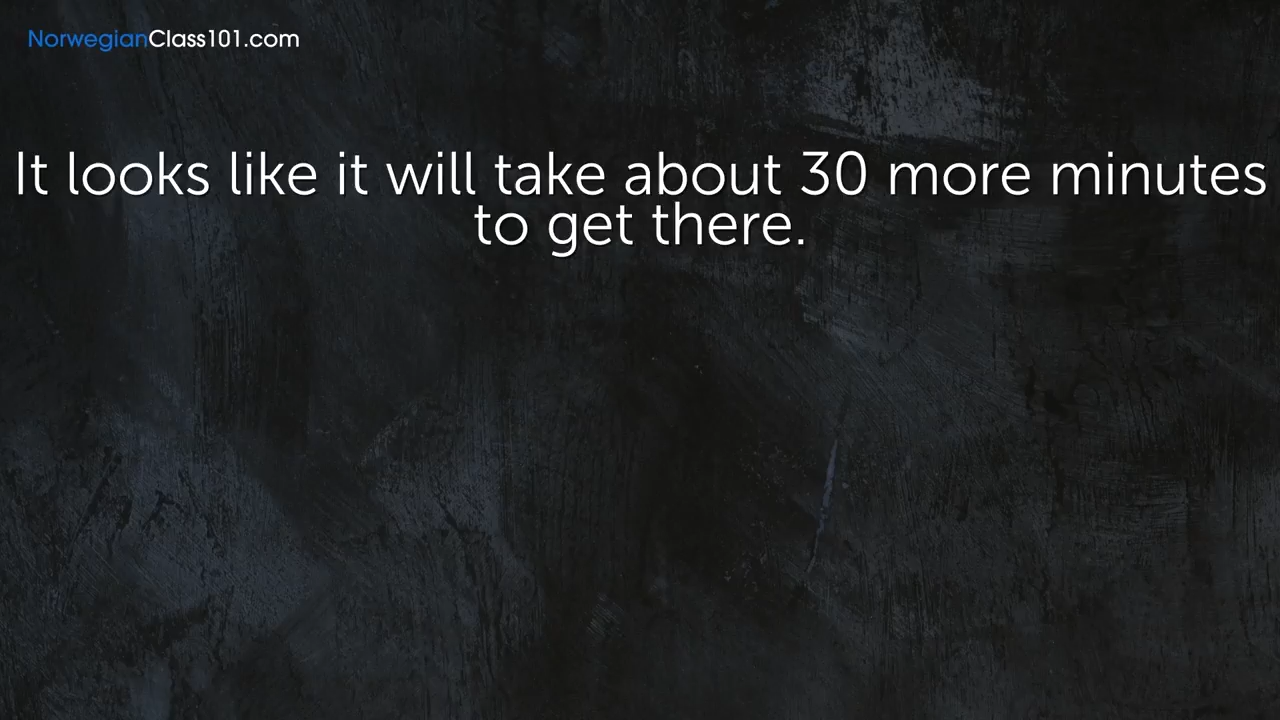 NorwegianClass101.com
It looks like it will take about 30 more minutes
to get there.